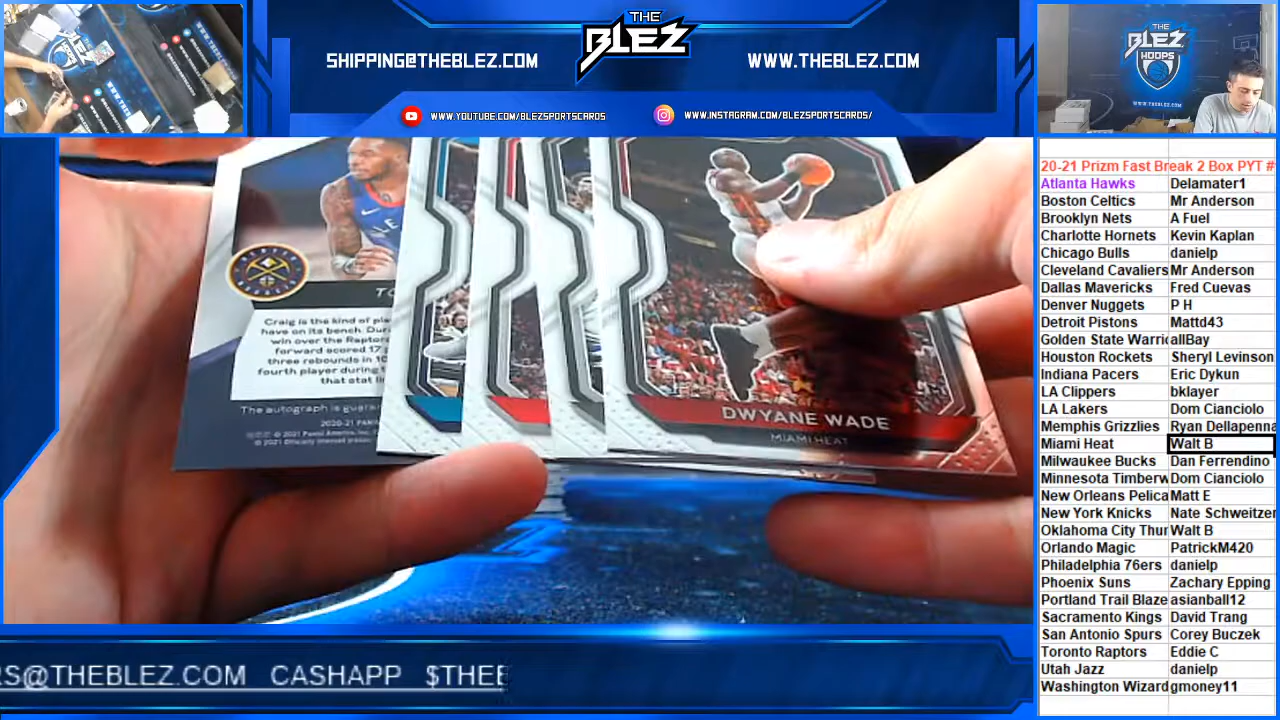 THE
BLEZ
SHIPPING@THEBLEZ.COM
WWW.THEBLEZ.COM
WWW.YOUTUBE.COM/BLEZSPORTSCARDS
WWW.INSTAGRAM.COM/BLEZSPORTSCARDS/
THE
BLEZ
HOOPS
WWW.THEBLEZ.COM
20-21 Prizm Fast Break 2 Box PYT #
Atlanta Hawks Delamater1
Boston Celtics Mr Anderson
Brooklyn Nets A Fuel
Charlotte Hornets Kevin Kaplan
Chicago Bulls danielp
Cleveland Cavaliers Mr Anderson
Dallas Mavericks Fred Cuevas
Denver Nuggets P H
Detroit Pistons Mattd43
Golden State Warri allBay
Houston Rockets Sheryl Levinson
Indiana Pacers Eric Dykun
LA Clippers bklayer
LA Lakers Dom Cianciolo
Memphis Grizzlies Ryan Dellapenna
Miami Heat Walt B
Milwaukee Bucks Dan Ferrendino
Minnesota Timberw Dom Cianciolo
New Orleans Pelica Matt E
New York Knicks Nate Schweitzer
Oklahoma City Thu Walt B
Orlando Magic PatrickM420
Philadelphia 76ers danielp
Phoenix Suns Zachary Epping
Portland Trail Blaze asianball12
Sacramento Kings David Trang
San Antonio Spurs Corey Buczek
Toronto Raptors Eddie C
Utah Jazz danielp
Washington Wizard gmoney11
Craig is the kind of
have on its bench.
win over the Raptor
forward scored 17
three rebounds in
fourth player during
that stat
The autograph is
DWYANE WADE
MIAMI HEAT
RS@THEBLEZ.COM CASHAPP $THE